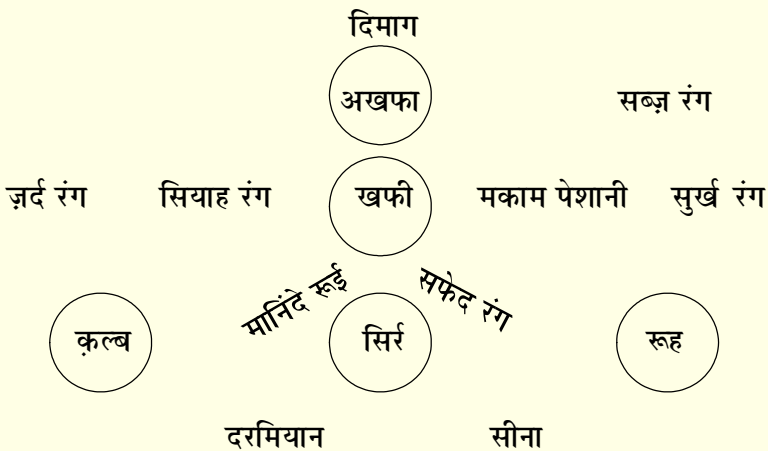 दिमाग
अखफा
सब्ज़ रंग
ज़र्द रंग सियाह रंग खफी मकाम पेशानी सुर्ख रंग
मानिंदे रूई सफेद रंग
क़ल्ब सिर्र रूह
दरमियान सीना